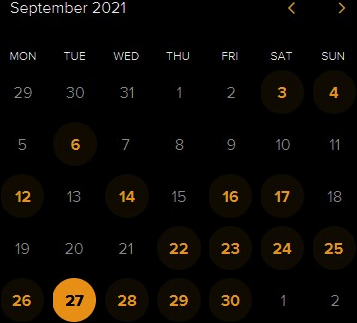 September 2021
MON TUE WED THU FRI SAT SUN
29 30 31 1 2 3 4
5 6 7 8 9 10 11
12 13 14 15 16 17 18
19 20 21 22 23 24 25
26 27 28 29 30 1 2